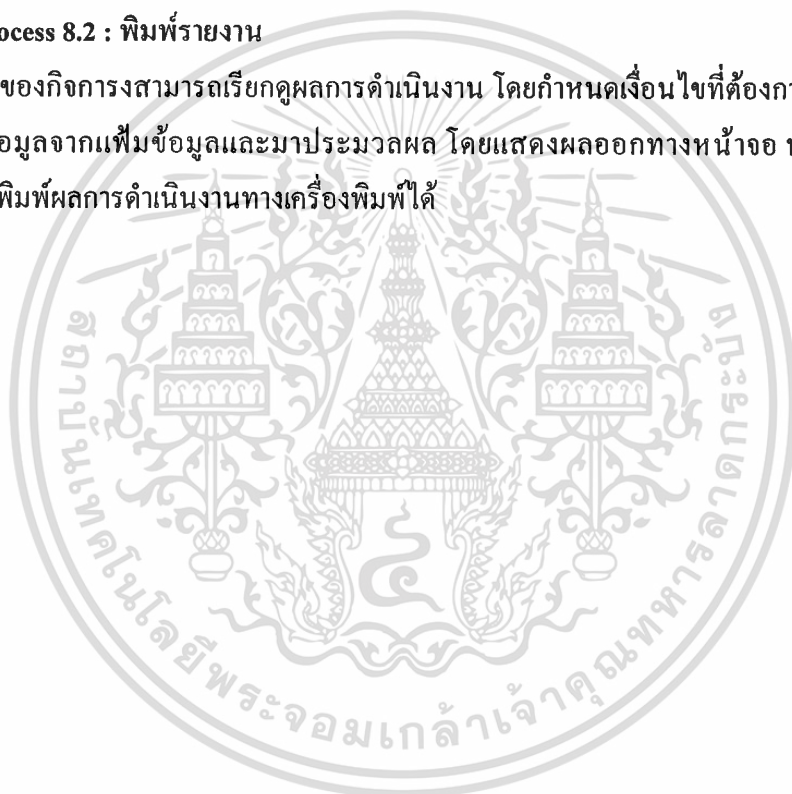 ocess 8.2 : พิมพ์รายงาน
ของกิจการงสามารถเรียกดูผลการดำเนินงาน โดยกำหนดเงื่อนไขที่ต้องกา
อมูลจากแฟ้มข้อมูลและมาประมวลผล โดยแสดงผลออกทางหน้าจอ
พิมพ์ผลการดำเนินงานทางเครื่องพิมพ์ได้
สถาบันเทคโนโลยีพระจอมเกล้าเจ้าคุณทหารลาดกระบัง